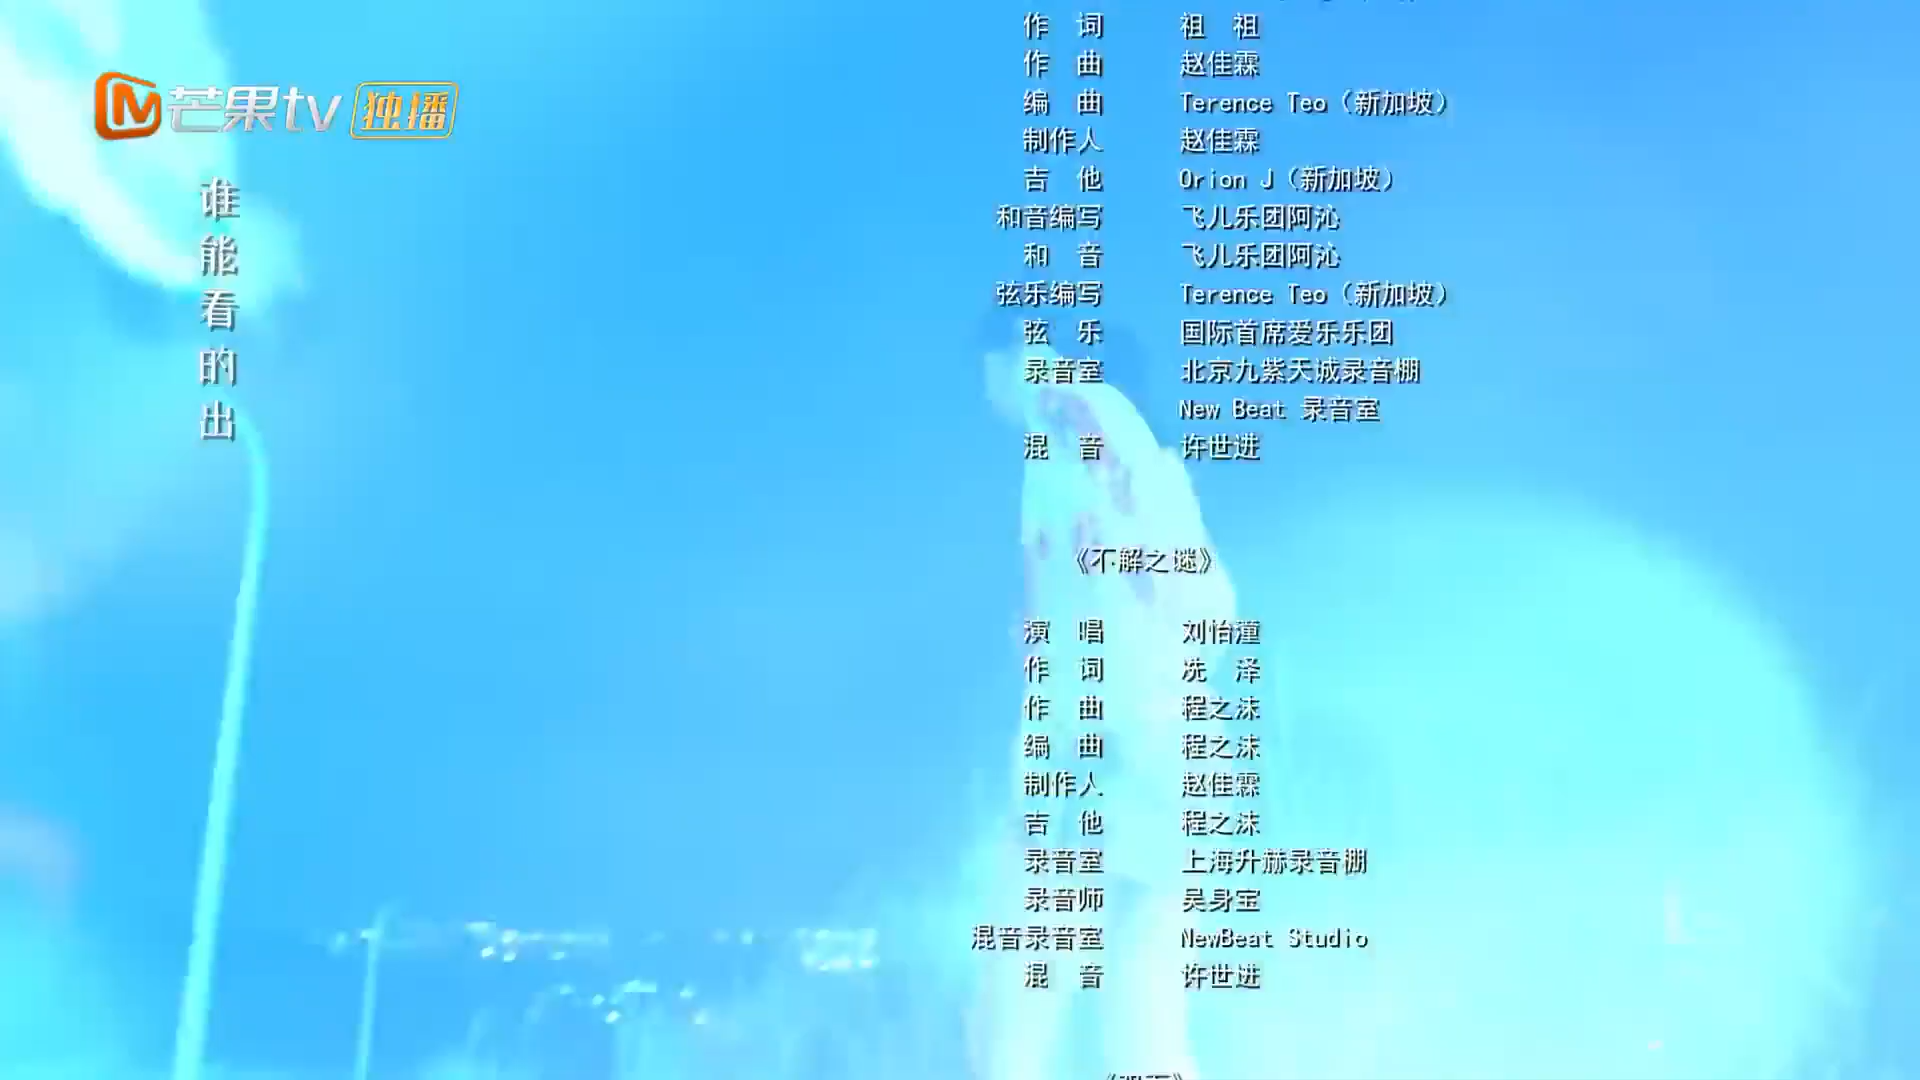 芒果tv 独播
谁能看的出
作 词 祖 祖
作 曲 赵佳霖
编 曲 Terence Teo（新加坡）
制作人 赵佳霖
吉 他 Orion J（新加坡）
和音编写 飞儿乐团阿沁
和 音 飞儿乐团阿沁
弦乐编写 Terence Teo（新加坡）
弦 乐 国际首席爱乐乐团
录音室 北京九紫天诚录音棚
New Beat 录音室
混 音 许世进
《不解之谜》
演 唱 刘怡潼
作 词 冼 泽
作 曲 程之沫
编 曲 程之沫
制作人 赵佳霖
吉 他 程之沫
录音室 上海升赫录音棚
录音师 吴身宝
混音录音室 NewBeat Studio
混 音 许世进